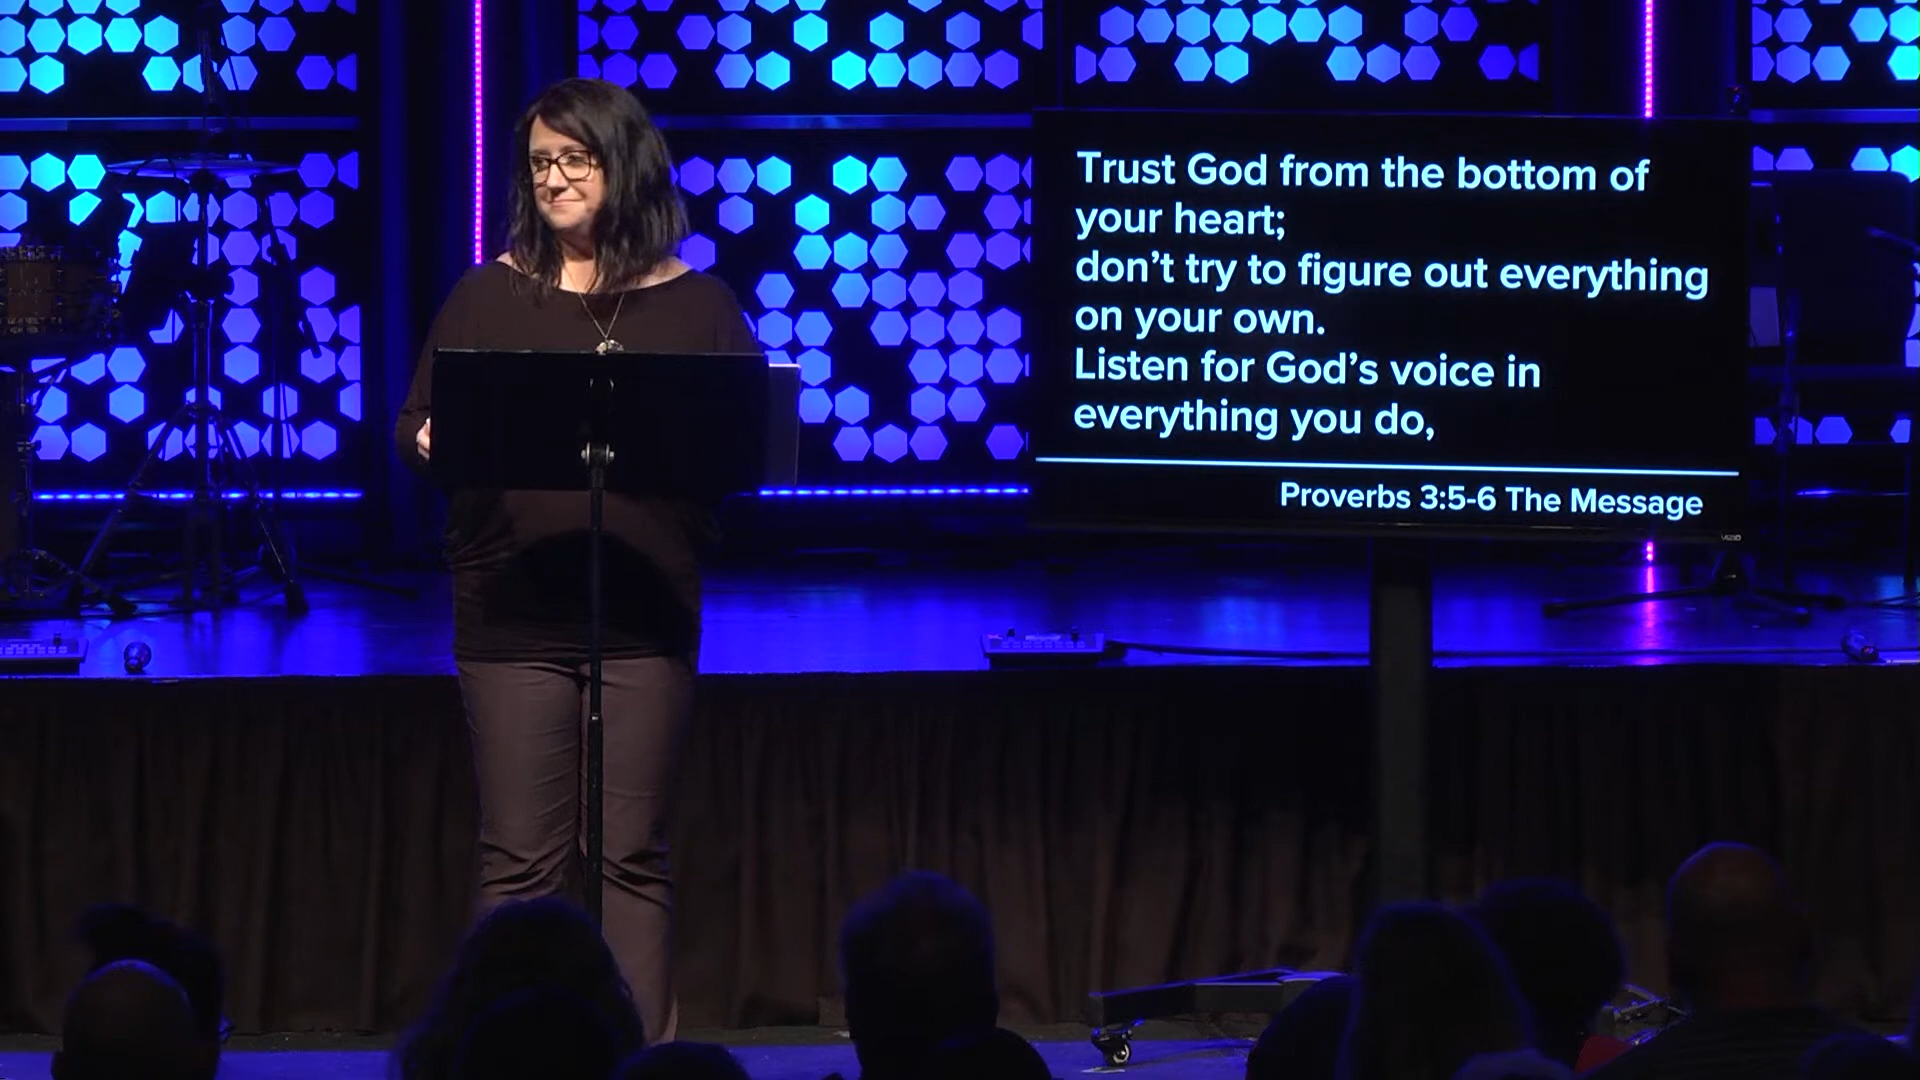 Trust God from the bottom of
your heart;
don’t try to figure out everything
on your own.
Listen for God’s voice in
everything you do,
Proverbs 3:5-6 The Message
VIZIO